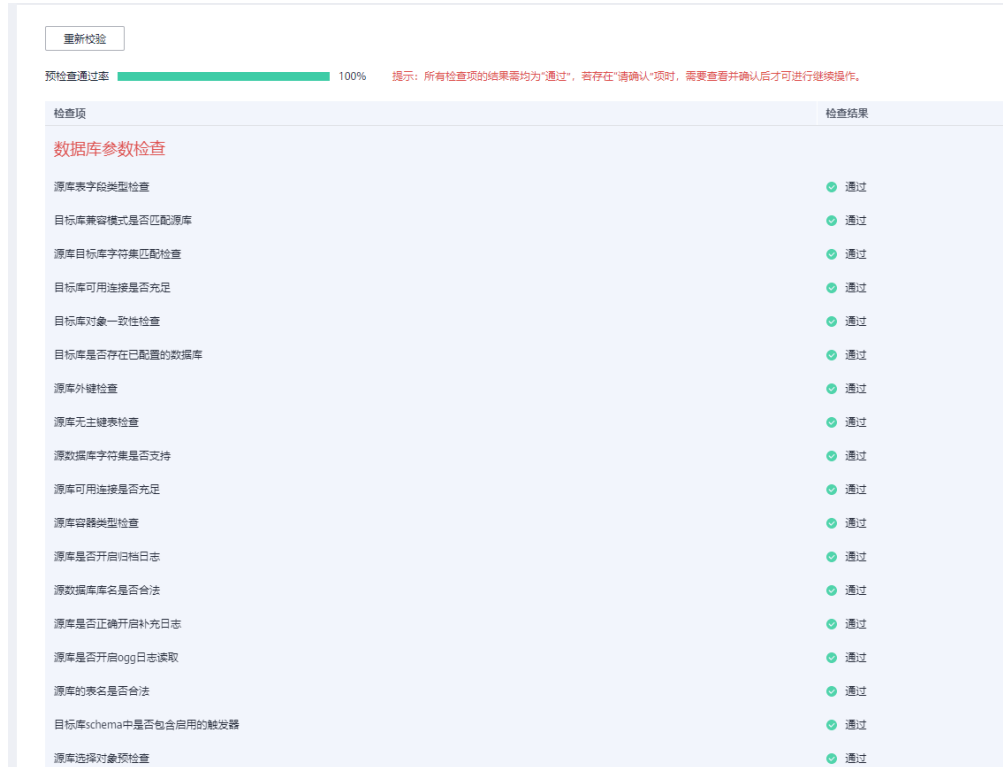 重新校验
预检查通过率 100% 提示：所有检查项的结果需均为"通过"，若存在"请确认"项时，需要查看并确认后才可进行继续操作。
检查项 检查结果
数据库参数检查
源库表字段类型检查 通过
目标库兼容模式是否匹配源库 通过
源库目标库字符集匹配检查 通过
目标库可用连接是否充足 通过
目标库对象一致性检查 通过
目标库是否存在已配置的数据库 通过
源库外键检查 通过
源库无主键表检查 通过
源数据库字符集是否支持 通过
源库可用连接是否充足 通过
源库容器类型检查 通过
源库是否开启归档日志 通过
源数据库库名是否合法 通过
源库是否正确开启补充日志 通过
源库是否开启ogg日志读取 通过
源库的表名是否合法 通过
目标库schema中是否包含启用的触发器 通过
源库选择对象预检查 通过